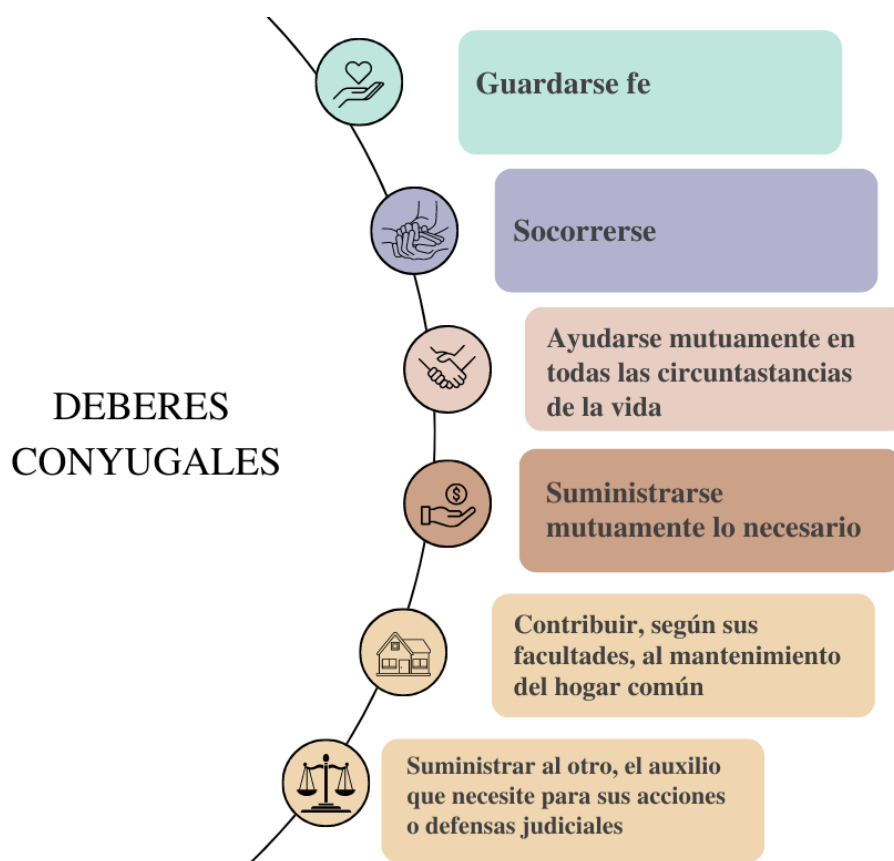 Guardarse fe
Socorrerse
Ayudarse mutuamente en
todas las circuntastancias
de la vida
DEBERES
CONYUGALES
Suministrarse
mutuamente lo necesario
$
Contribuir, según sus
facultades, al mantenimiento
del hogar común
Suministrar al otro, el auxilio
que necesite para sus acciones
o defensas judiciales